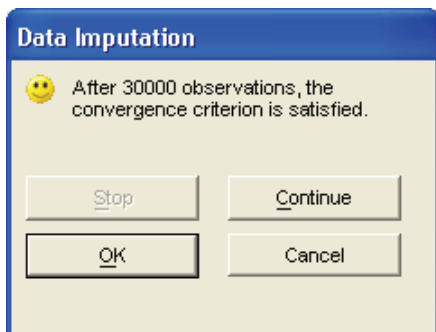 Data Imputation
After 30000 observations, the
convergence criterion is satisfied.
Stop
Continue
OK
Cancel